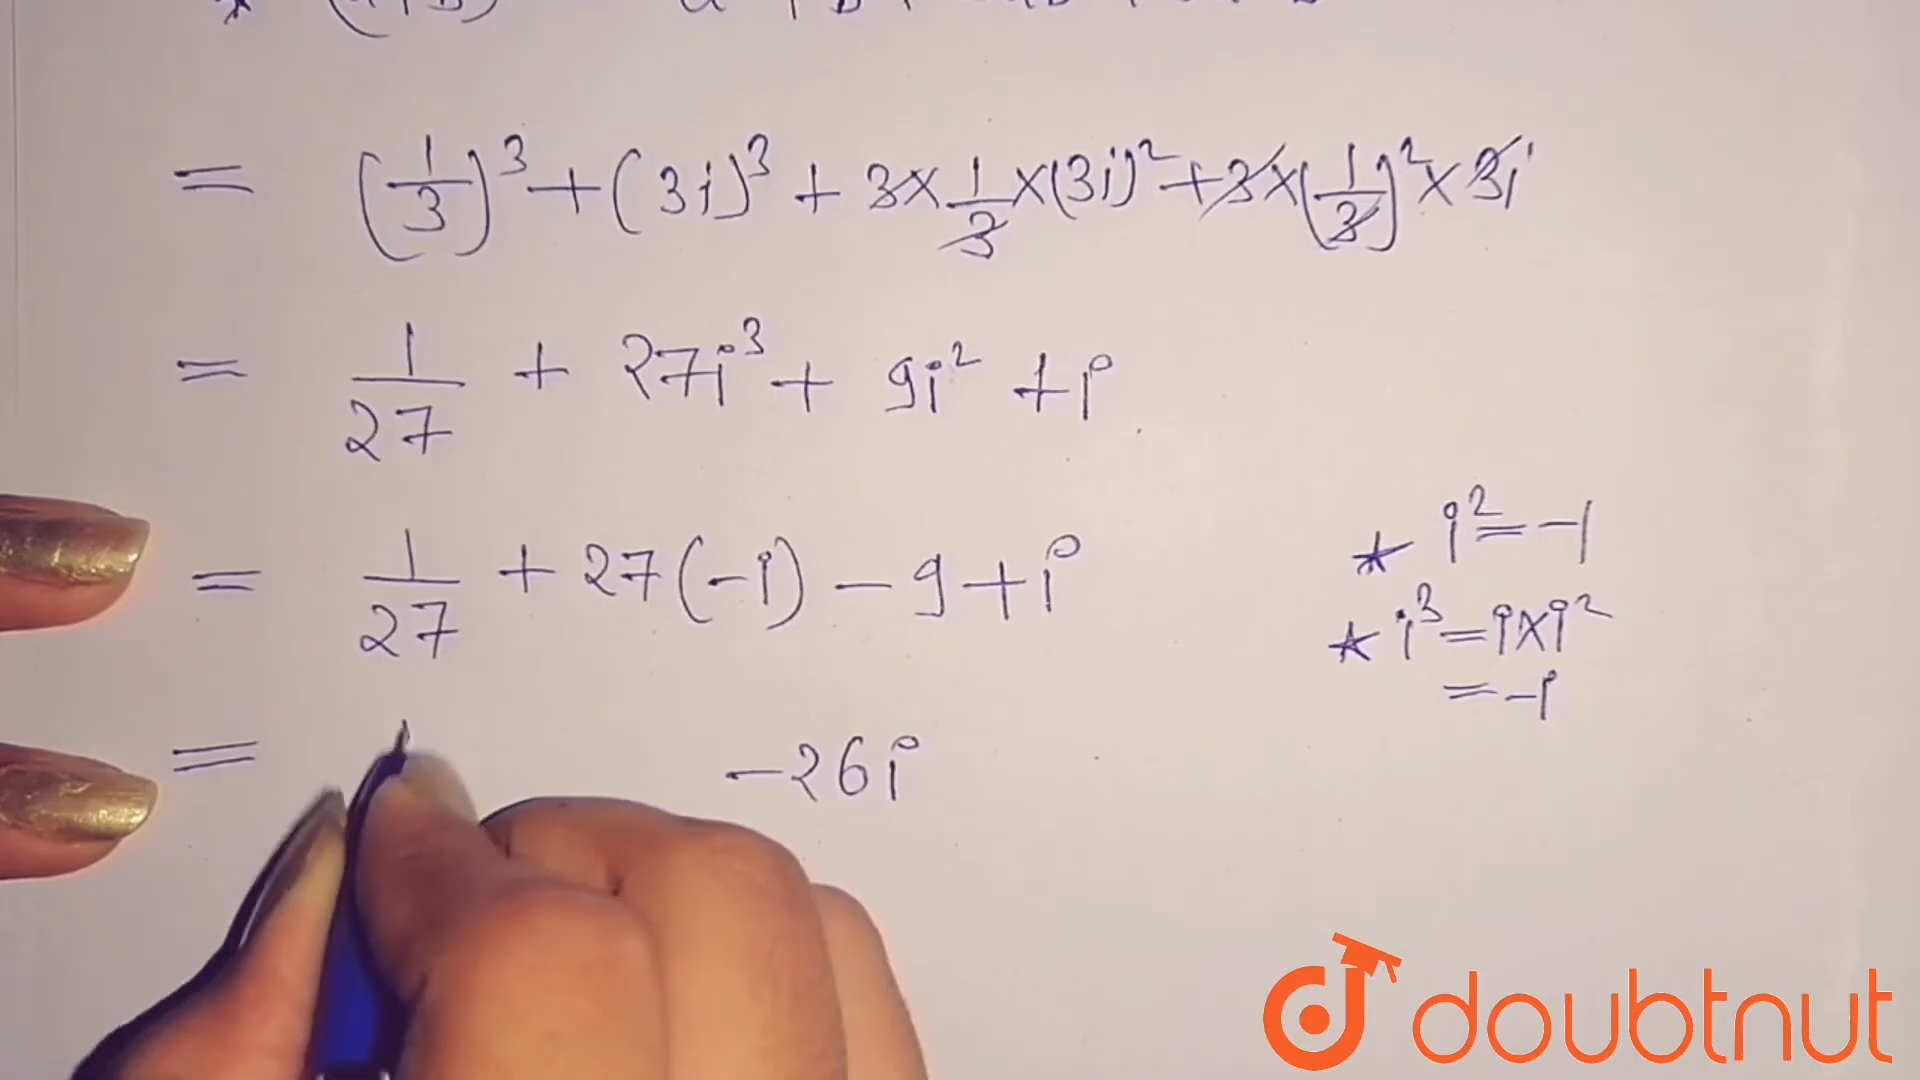 = (1/3)³ + (3i)³ + 3×1/3×(3i)² + 3×(1/3)²×3i
= 1/27 + 27i³ + 9i² + i
= 1/27 + 27(-i) - 9 + i
* i² = -1
* i³ = i×i²
= -i
= -26i
doubtnut